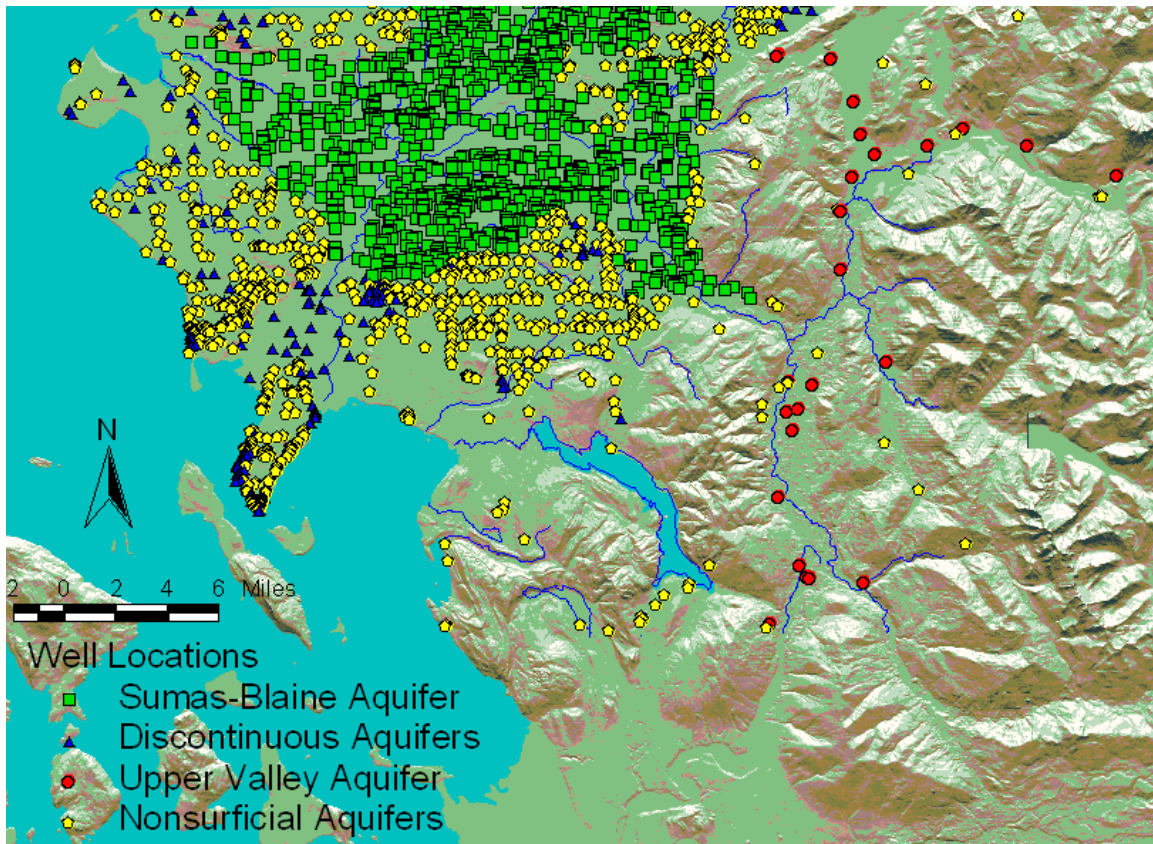 N
2 0 2 4 6 Miles
Well Locations
Sumas-Blaine Aquifer
Discontinuous Aquifers
Upper Valley Aquifer
Nonsurficial Aquifers